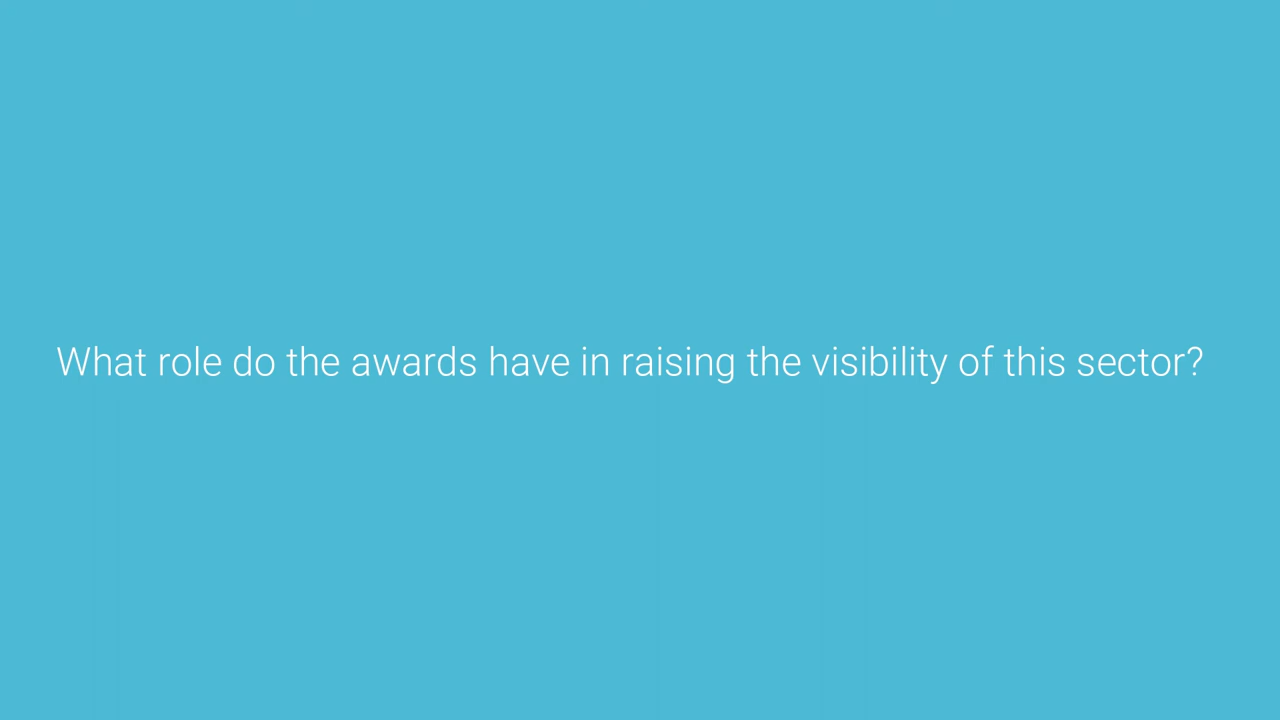 What role do the awards have in raising the visibility of this sector?